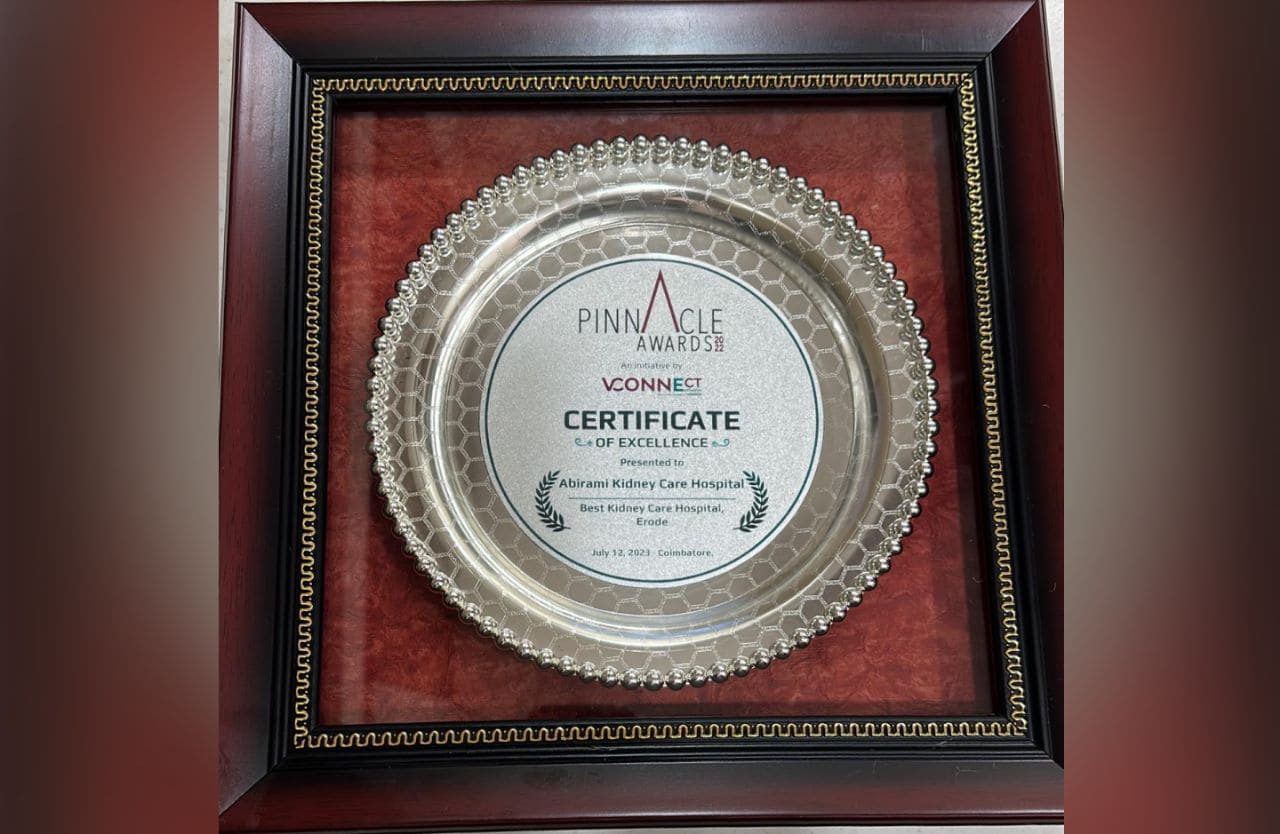 PINNACLE
AWARDS 2022
An initiative by
VCONNECT
CERTIFICATE
OF EXCELLENCE
Presented to
Abirami Kidney Care Hospital
Best Kidney Care Hospital,
Erode
July 12, 2023 Coimbatore.